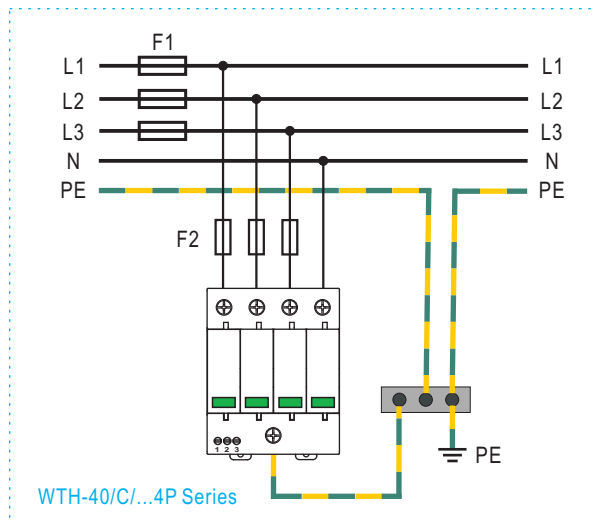 F1
L1 L1
L2 L2
L3 L3
N N
PE PE
F2
1 2 3
PE
WTH-40/C/...4P Series